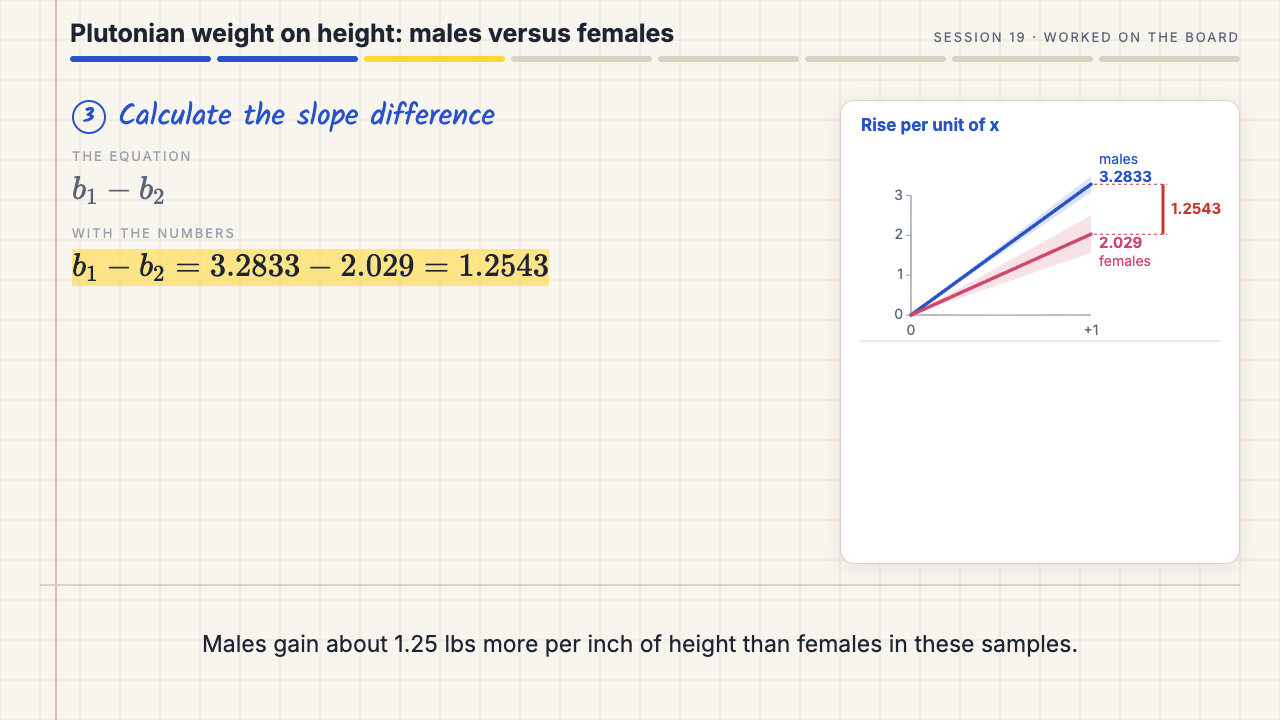 Plutonian weight on height: males versus females
SESSION 19 · WORKED ON THE BOARD
3 Calculate the slope difference
THE EQUATION
b₁ − b₂
WITH THE NUMBERS
b₁ − b₂ = 3.2833 − 2.029 = 1.2543
Rise per unit of x
males
3.2833
3
2
1
0
0
+1
1.2543
2.029
females
Males gain about 1.25 lbs more per inch of height than females in these samples.